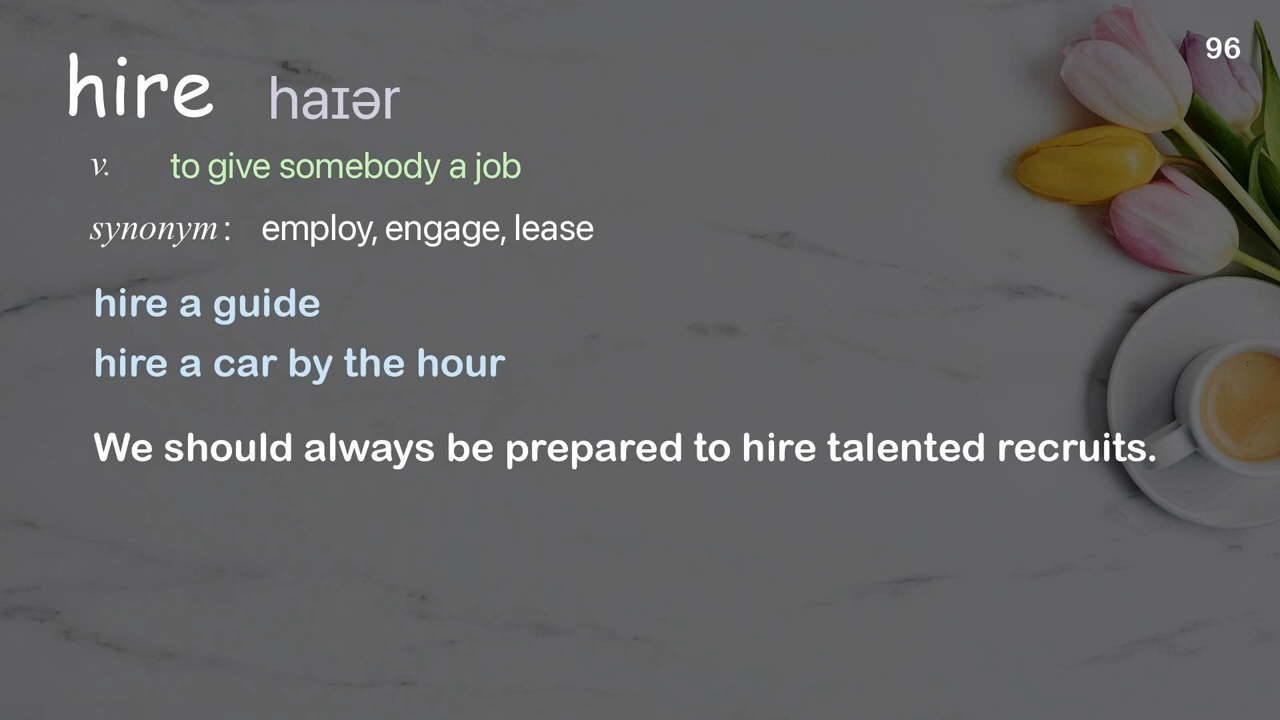 96
hire haɪər
v. to give somebody a job
synonym: employ, engage, lease
hire a guide
hire a car by the hour
We should always be prepared to hire talented recruits.